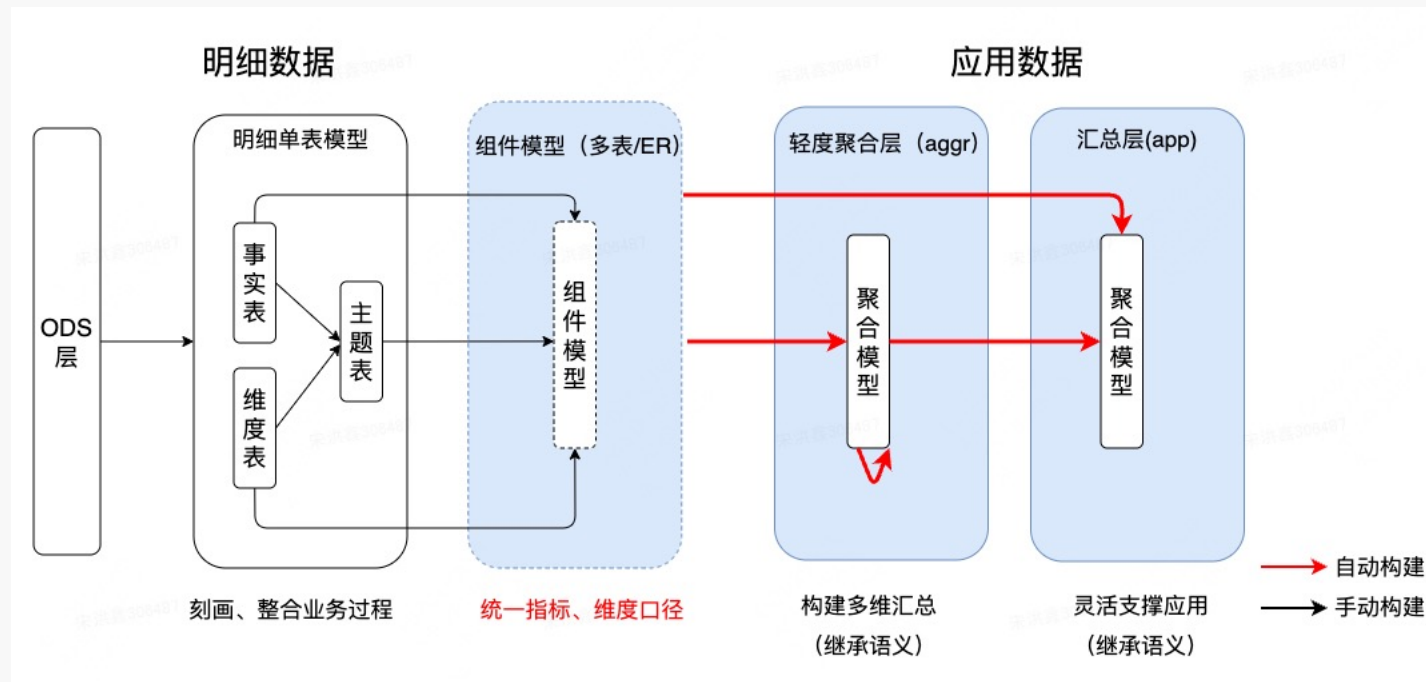 明细数据
应用数据
ODS
层
明细单表模型
事实表
维度表
主题表
组件模型（多表/ER）
组件模型
轻度聚合层（aggr）
聚合模型
汇总层(app)
聚合模型
刻画、整合业务过程
统一指标、维度口径
构建多维汇总
(继承语义)
灵活支撑应用
(继承语义)
自动构建
手动构建